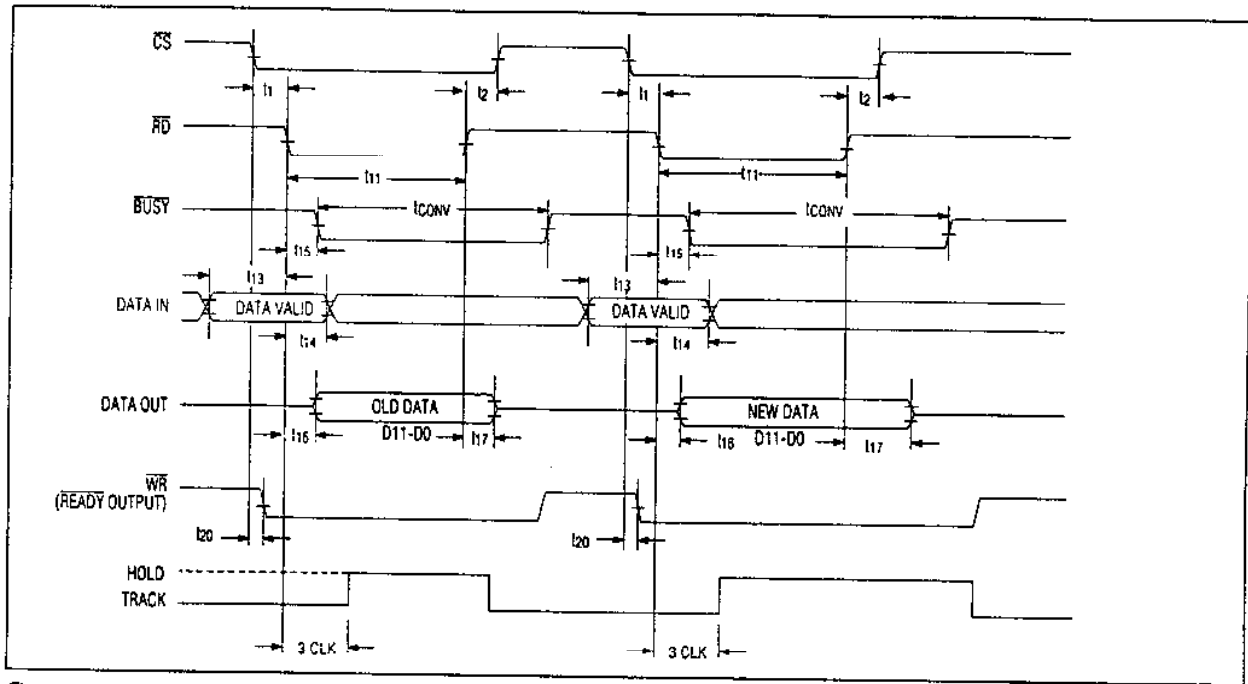 CS
t1 t2 t1 t2
RD
t11 t11
BUSY tCONV tCONV
t15 t15
t13 t13
DATA IN DATA VALID DATA VALID
t14 t14
DATA OUT OLD DATA NEW DATA
t16 D11-D0 t17 t16 D11-D0 t17
WR
(READY OUTPUT)
t20 t20
HOLD
TRACK
3 CLK 3 CLK